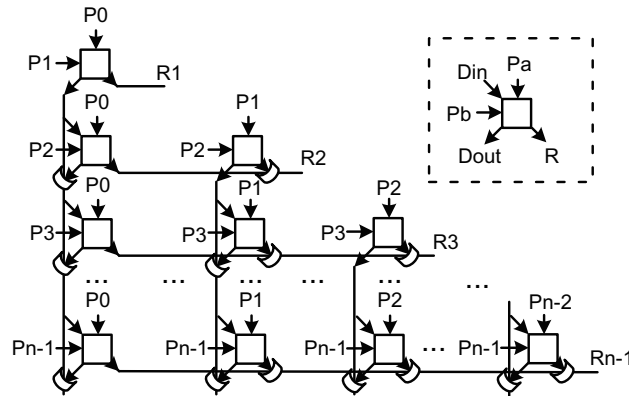 P0
P1 R1
Din Pa
Pb
Dout R
P0 P1
P2 P2 R2
P0 P1 P2
P3 P3 P3 R3
... ... ... ... ...
P0 P1 P2 Pn-2
Pn-1 Pn-1 Pn-1 ... Pn-1 Rn-1